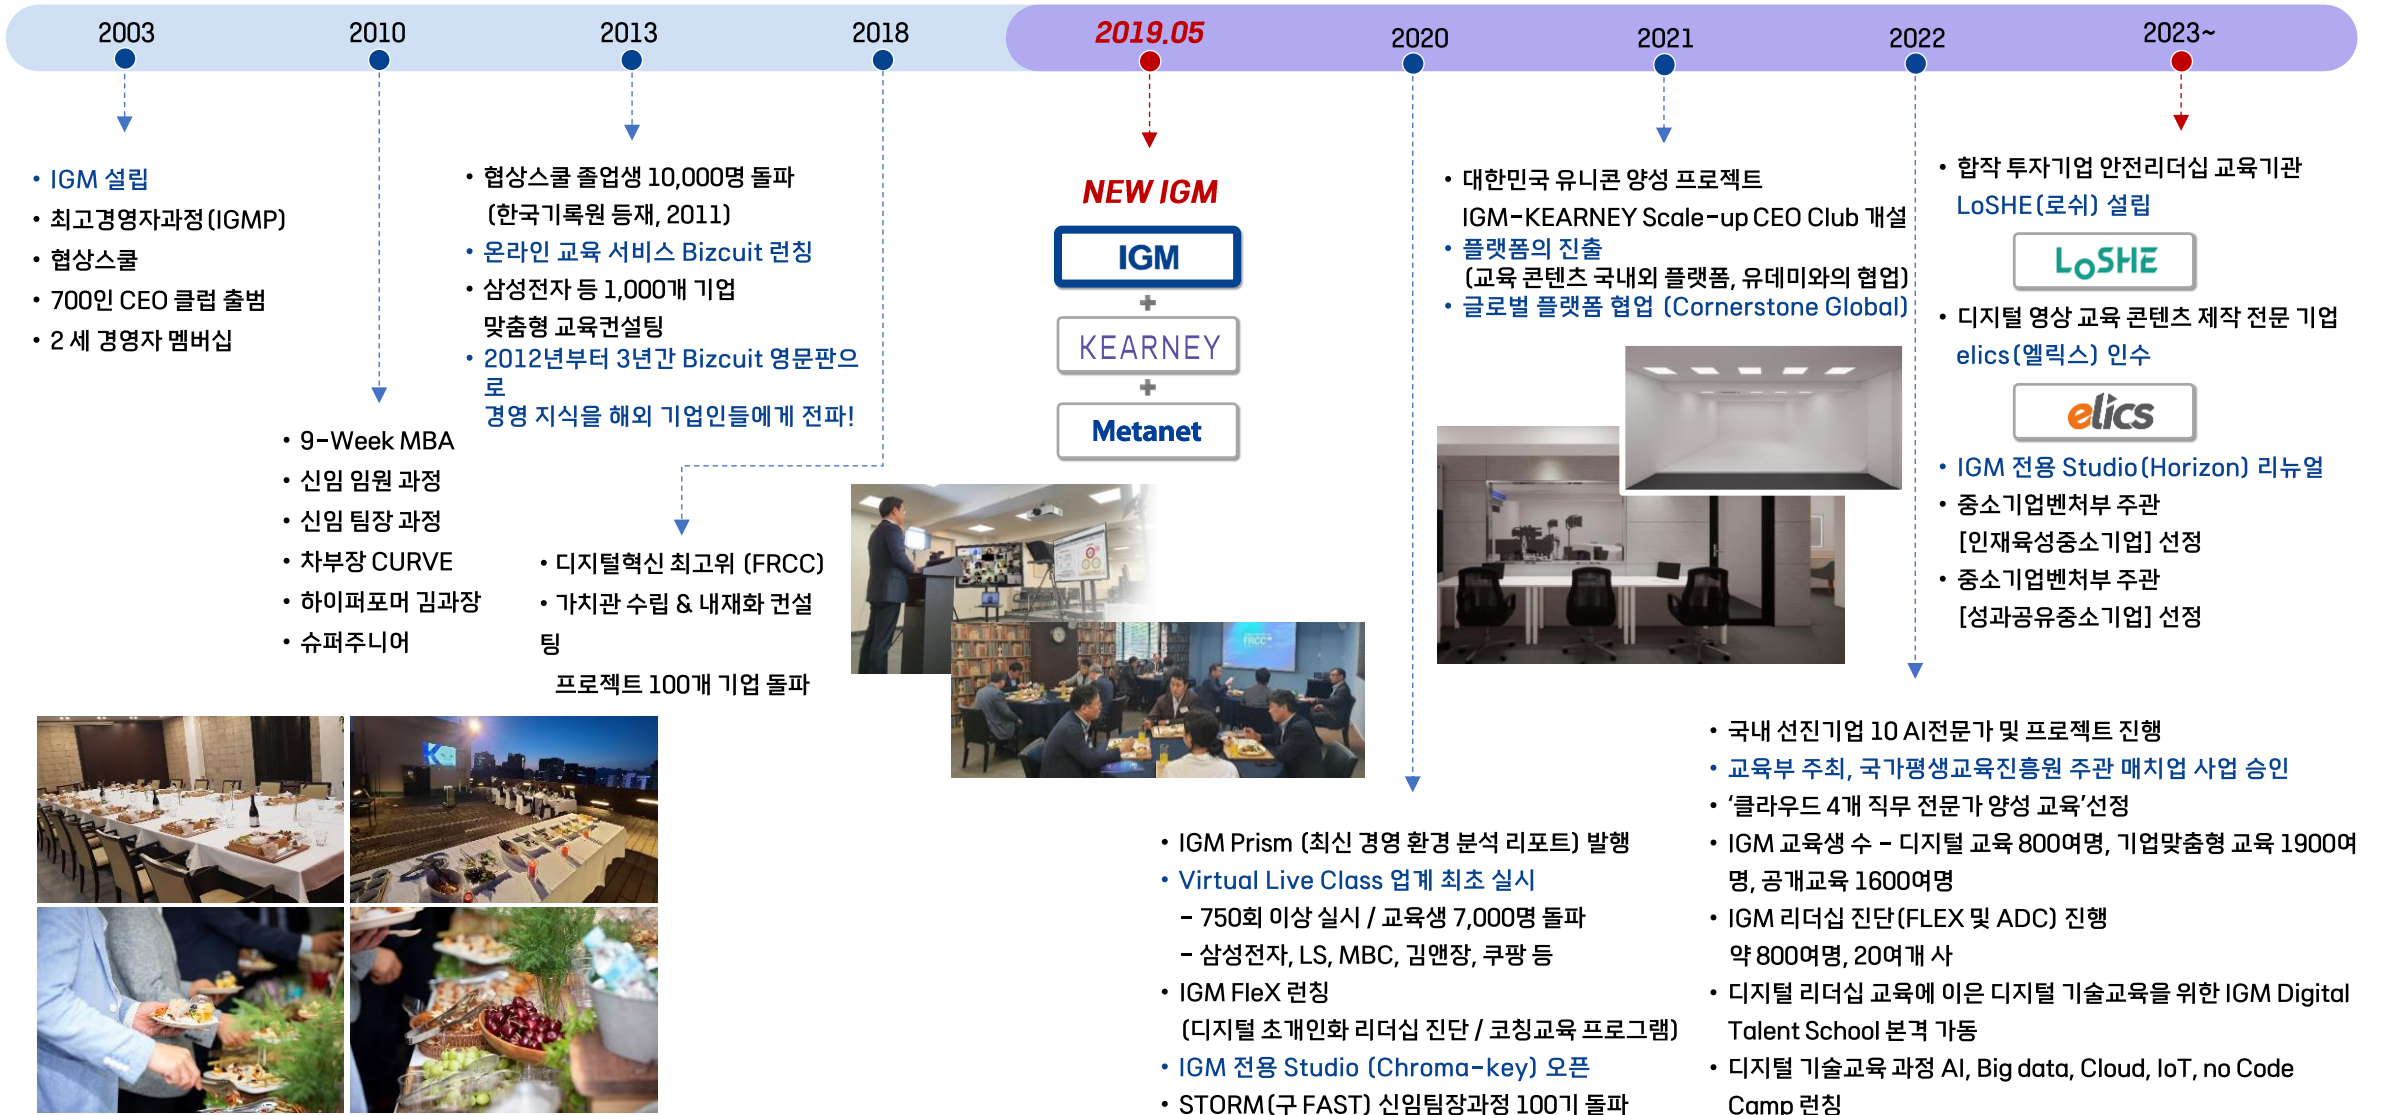 2003
2010
2013
2018
2019.05
2020
2021
2022
2023~
• IGM 설립
• 최고경영자과정(IGMP)
• 협상스쿨
• 700인 CEO 클럽 출범
• 2 세 경영자 멤버십
• 9-Week MBA
• 신임 임원 과정
• 신임 팀장 과정
• 차부장 CURVE
• 하이퍼포머 김과장
• 슈퍼주니어
• 협상스쿨 졸업생 10,000명 돌파
(한국기록원 등재, 2011)
• 온라인 교육 서비스 Bizcuit 런칭
• 삼성전자 등 1,000개 기업
맞춤형 교육컨설팅
• 2012년부터 3년간 Bizcuit 영문판으
로
경영 지식을 해외 기업인들에게 전파!
• 디지털혁신 최고위 (FRCC)
• 가치관 수립 & 내재화 컨설
팅
프로젝트 100개 기업 돌파
NEW IGM
IGM
+
KEARNEY
+
Metanet
FRCC
• IGM Prism (최신 경영 환경 분석 리포트) 발행
• Virtual Live Class 업계 최초 실시
- 750회 이상 실시 / 교육생 7,000명 돌파
- 삼성전자, LS, MBC, 김앤장, 쿠팡 등
• IGM FleX 런칭
(디지털 초개인화 리더십 진단 / 코칭교육 프로그램)
• IGM 전용 Studio (Chroma-key) 오픈
• STORM(구 FAST) 신임팀장과정 100기 돌파
• 대한민국 유니콘 양성 프로젝트
IGM-KEARNEY Scale-up CEO Club 개설
• 플랫폼의 진출
(교육 콘텐츠 국내외 플랫폼, 유데미와의 협업)
• 글로벌 플랫폼 협업 (Cornerstone Global)
• 국내 선진기업 10 AI전문가 및 프로젝트 진행
• 교육부 주최, 국가평생교육진흥원 주관 매치업 사업 승인
• ‘클라우드 4개 직무 전문가 양성 교육’선정
• IGM 교육생 수 - 디지털 교육 800여명, 기업맞춤형 교육 1900여
명, 공개교육 1600여명
• IGM 리더십 진단(FLEX 및 ADC) 진행
약 800여명, 20여개 사
• 디지털 리더십 교육에 이은 디지털 기술교육을 위한 IGM Digital
Talent School 본격 가동
• 디지털 기술교육 과정 AI, Big data, Cloud, IoT, no Code
Camp 런칭
• 합작 투자기업 안전리더십 교육기관
LoSHE(로쉬) 설립
LoSHE
• 디지털 영상 교육 콘텐츠 제작 전문 기업
elics(엘릭스) 인수
elics
• IGM 전용 Studio(Horizon) 리뉴얼
• 중소기업벤처부 주관
[인재육성중소기업] 선정
• 중소기업벤처부 주관
[성과공유중소기업] 선정